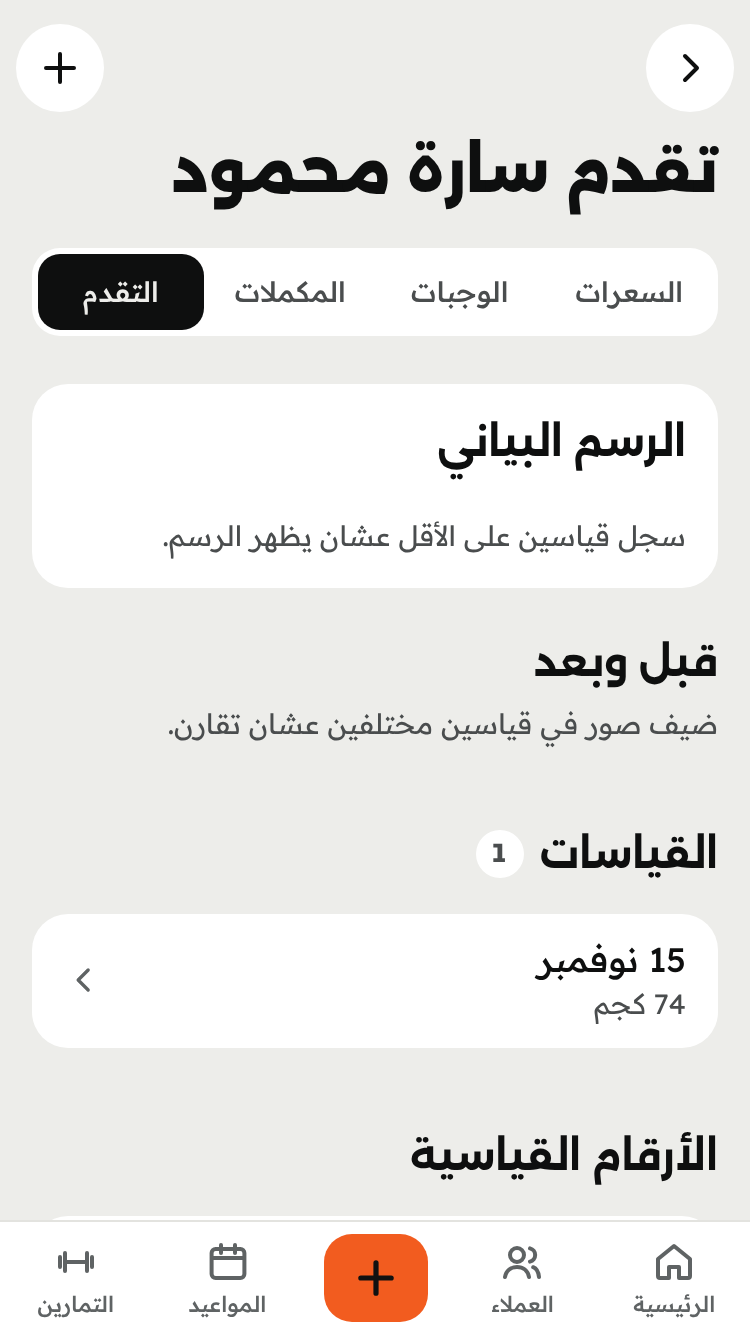 تقدم سارة محمود
السعرات
الوجبات
المكملات
التقدم
الرسم البياني
سجل قياسين على الأقل عشان يظهر الرسم.
قبل وبعد
ضيف صور في قياسين مختلفين عشان تقارن.
القياسات 1
15 نوفمبر
74 كجم
الأرقام القياسية
الرئيسية
العملاء
المواعيد
التمارين